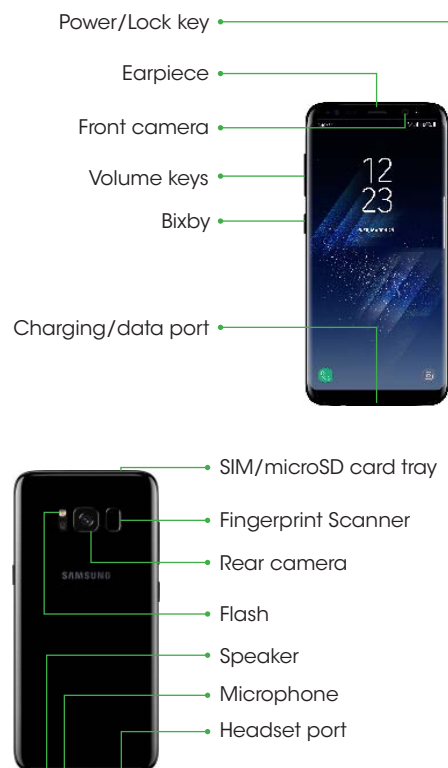 Power/Lock key
Earpiece
Front camera
Volume keys
Bixby
Charging/data port
12
23
SIM/microSD card tray
Fingerprint Scanner
Rear camera
SAMSUNG
Flash
Speaker
Microphone
Headset port